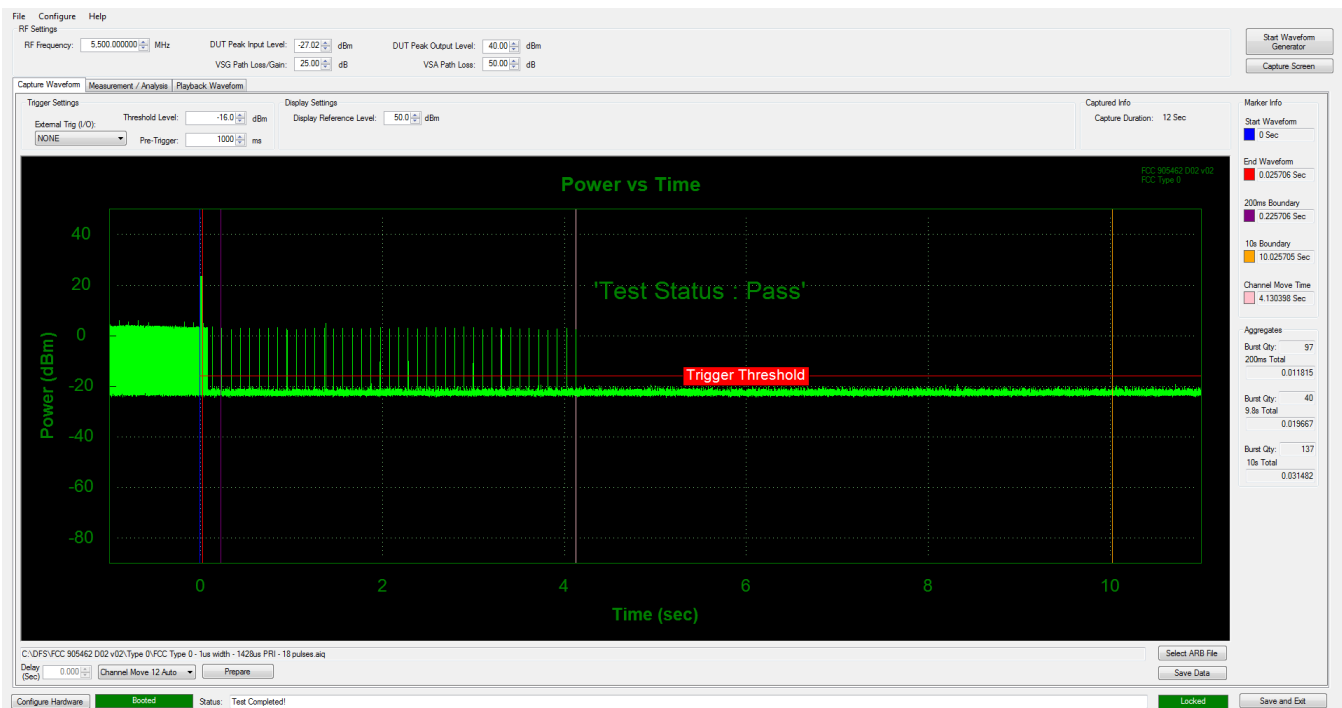 File Configure Help
RF Settings
RF Frequency: 5,500.000000 MHz DUT Peak Input Level: -27.02 dBm DUT Peak Output Level: 40.00 dBm
VSG Path Loss/Gain: 25.00 dB VSA Path Loss: 50.00 dB
Start Waveform Generator
Capture Screen
Capture Waveform Measurement / Analysis Playback Waveform
Trigger Settings
External Trig (I/O):
NONE
Threshold Level: -16.0 dBm
Pre-Trigger: 1000 ms
Display Settings
Display Reference Level: 50.0 dBm
Captured Info
Capture Duration: 12 Sec
Power vs Time
FCC 905462 D02 v02
FCC Type 0
'Test Status : Pass'
Trigger Threshold
Power (dBm)
40
20
0
-20
-40
-60
-80
0 2 4 6 8 10
Time (sec)
Marker Info
Start Waveform
0 Sec
End Waveform
0.025706 Sec
200ms Boundary
0.225706 Sec
10s Boundary
10.025705 Sec
Channel Move Time
4.130398 Sec
Aggregates
Burst Qty: 97
200ms Total
0.011815
Burst Qty: 40
9.8s Total
0.019667
Burst Qty: 137
10s Total
0.031482
C:\DFS\FCC 905462 D02 v02\Type 0\FCC Type 0 - 1us width - 1428us PRI - 18 pulses.aiq
Select ARB File
Delay (Sec) 0.000 Channel Move 12 Auto Prepare
Save Data
Configure Hardware Booted Status: Test Completed! Locked Save and Exit